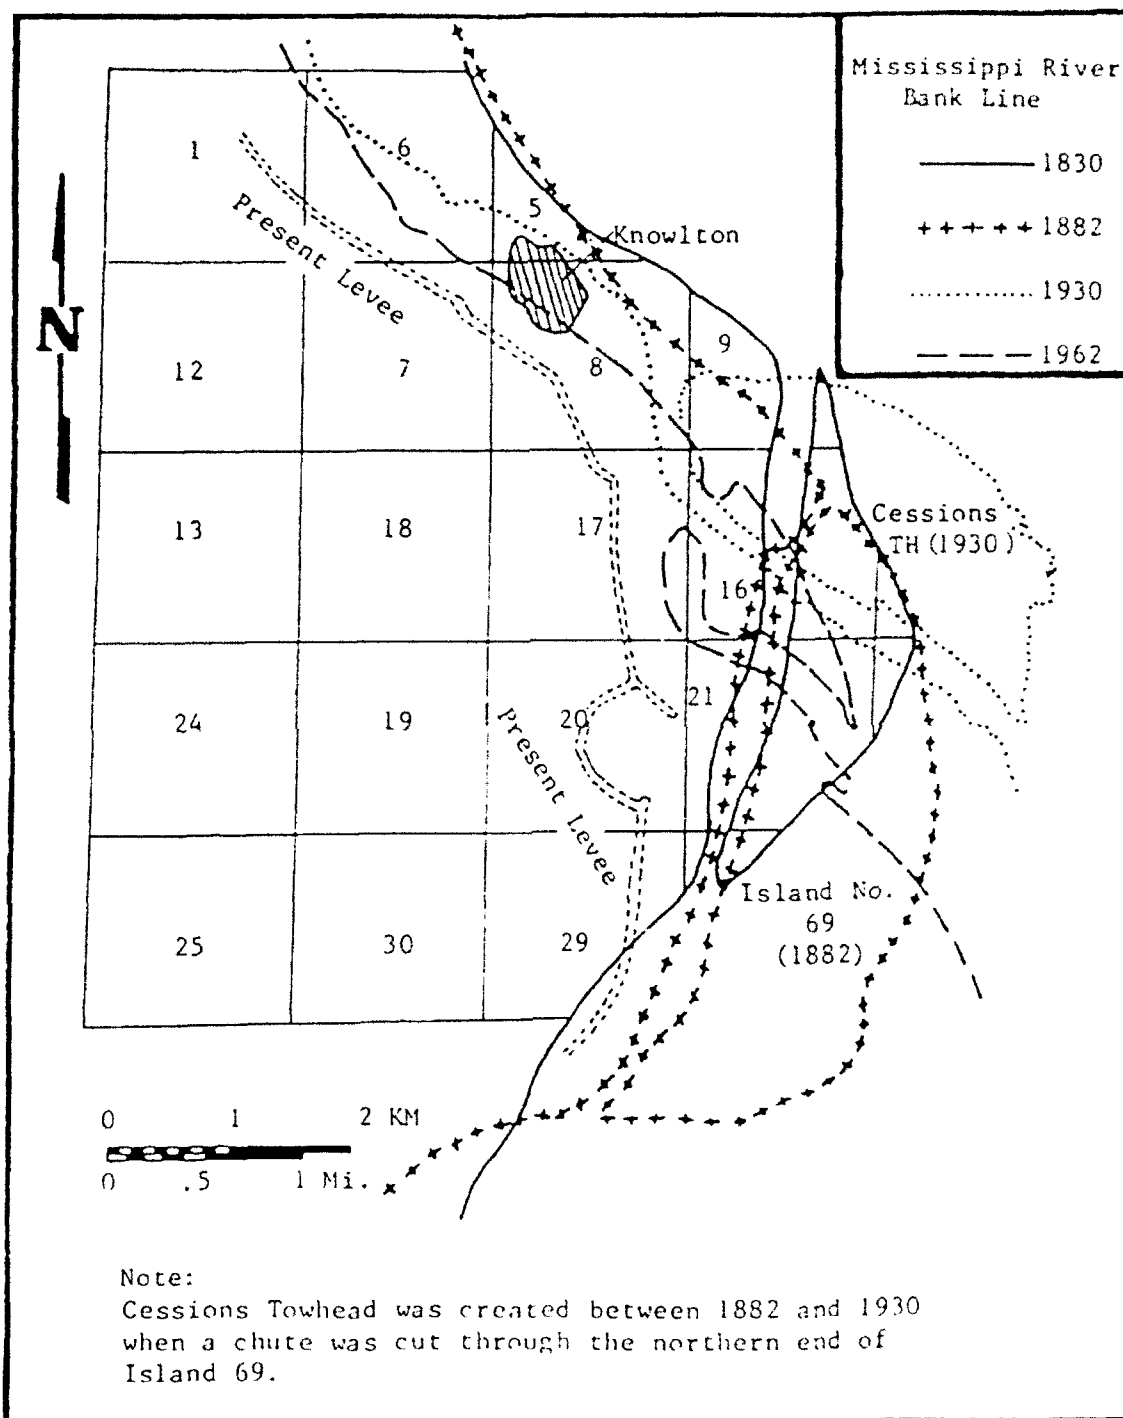 Mississippi River
Bank Line
1830
1882
1930
1962
N
1
6
5
Present Levee
Knowlton
12
7
8
9
13
18
17
16
Cessions
TH (1930)
24
19
20
21
Present Levee
25
30
29
Island No.
69
(1882)
0 1 2 KM
0 .5 1 Mi.
Note:
Cessions Towhead was created between 1882 and 1930
when a chute was cut through the northern end of
Island 69.